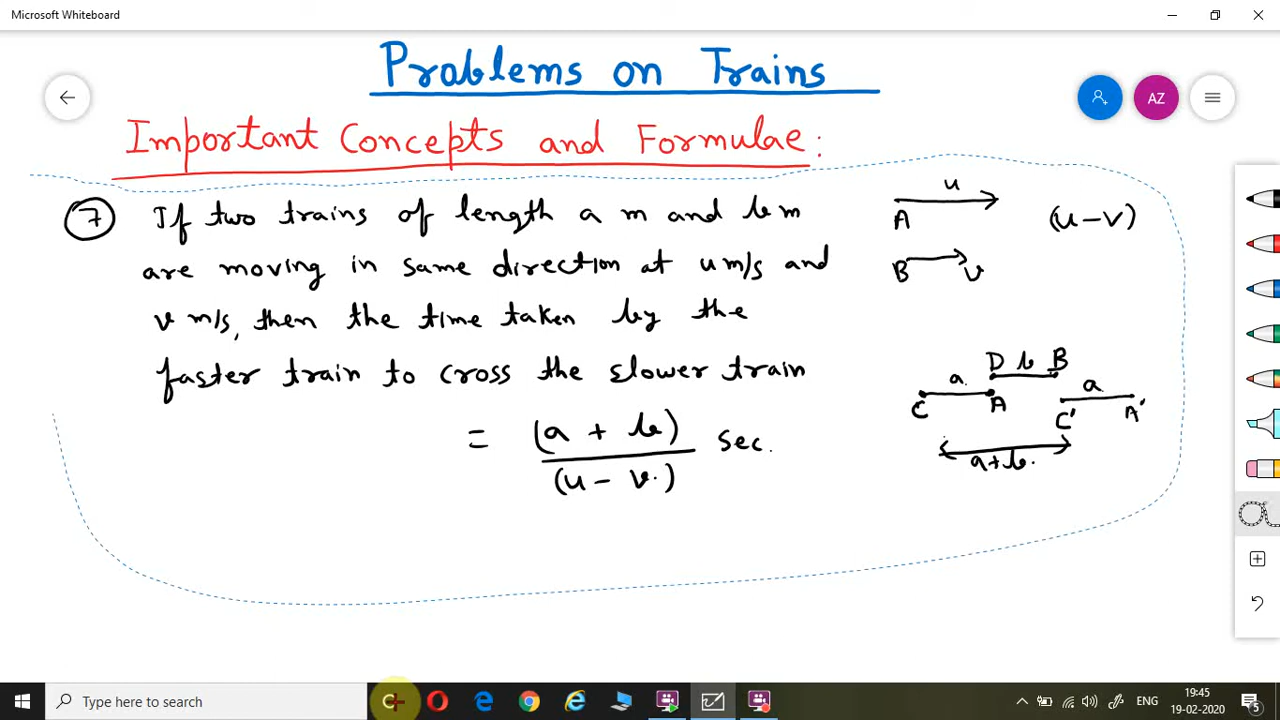 Microsoft Whiteboard
Problems on Trains
AZ
Important Concepts and Formulae:
7 If two trains of length a m and b m
are moving in same direction at u m/s and
v m/s, then the time taken by the
faster train to cross the slower train
= (a + b) sec.
(u - v)
u
A
(u-v)
B v
D b B
a a
C A C' A'
a+b
Type here to search
ENG
19:45
19-02-2020
5